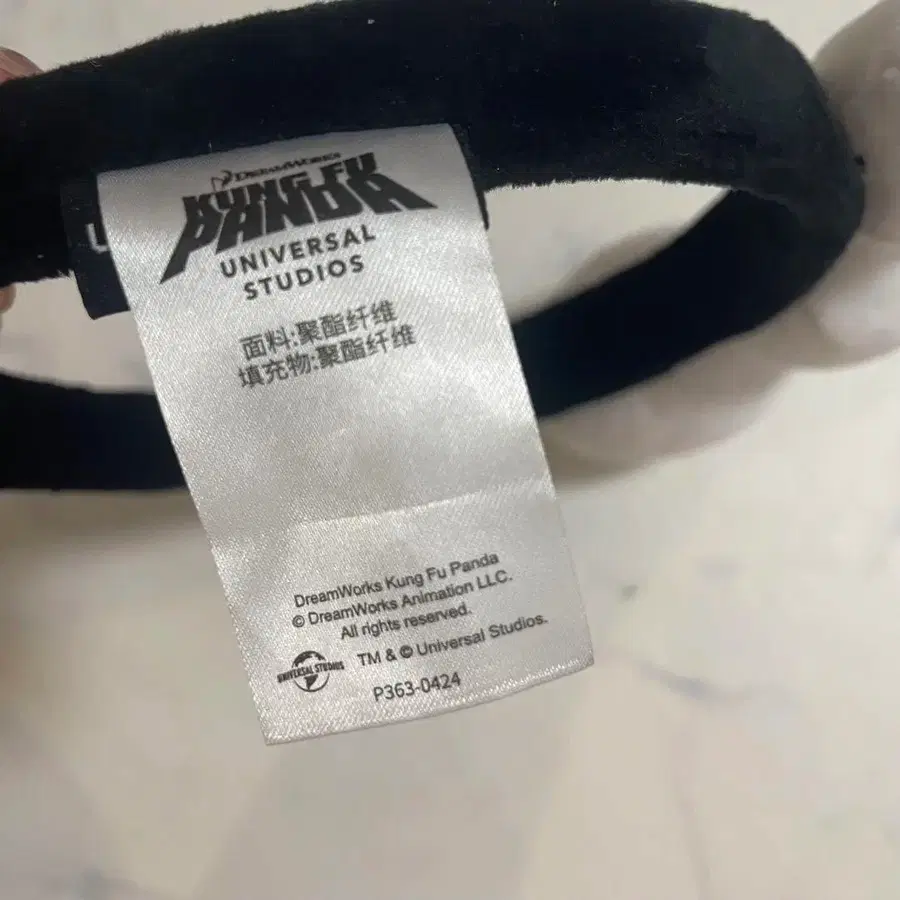 DREAMWORKS
KUNG FU
PANDA
UNIVERSAL
STUDIOS
面料:聚酯纤维
填充物:聚酯纤维
DreamWorks Kung Fu Panda
© DreamWorks Animation LLC.
All rights reserved.
UNIVERSAL STUDIOS
TM & © Universal Studios.
P363-0424